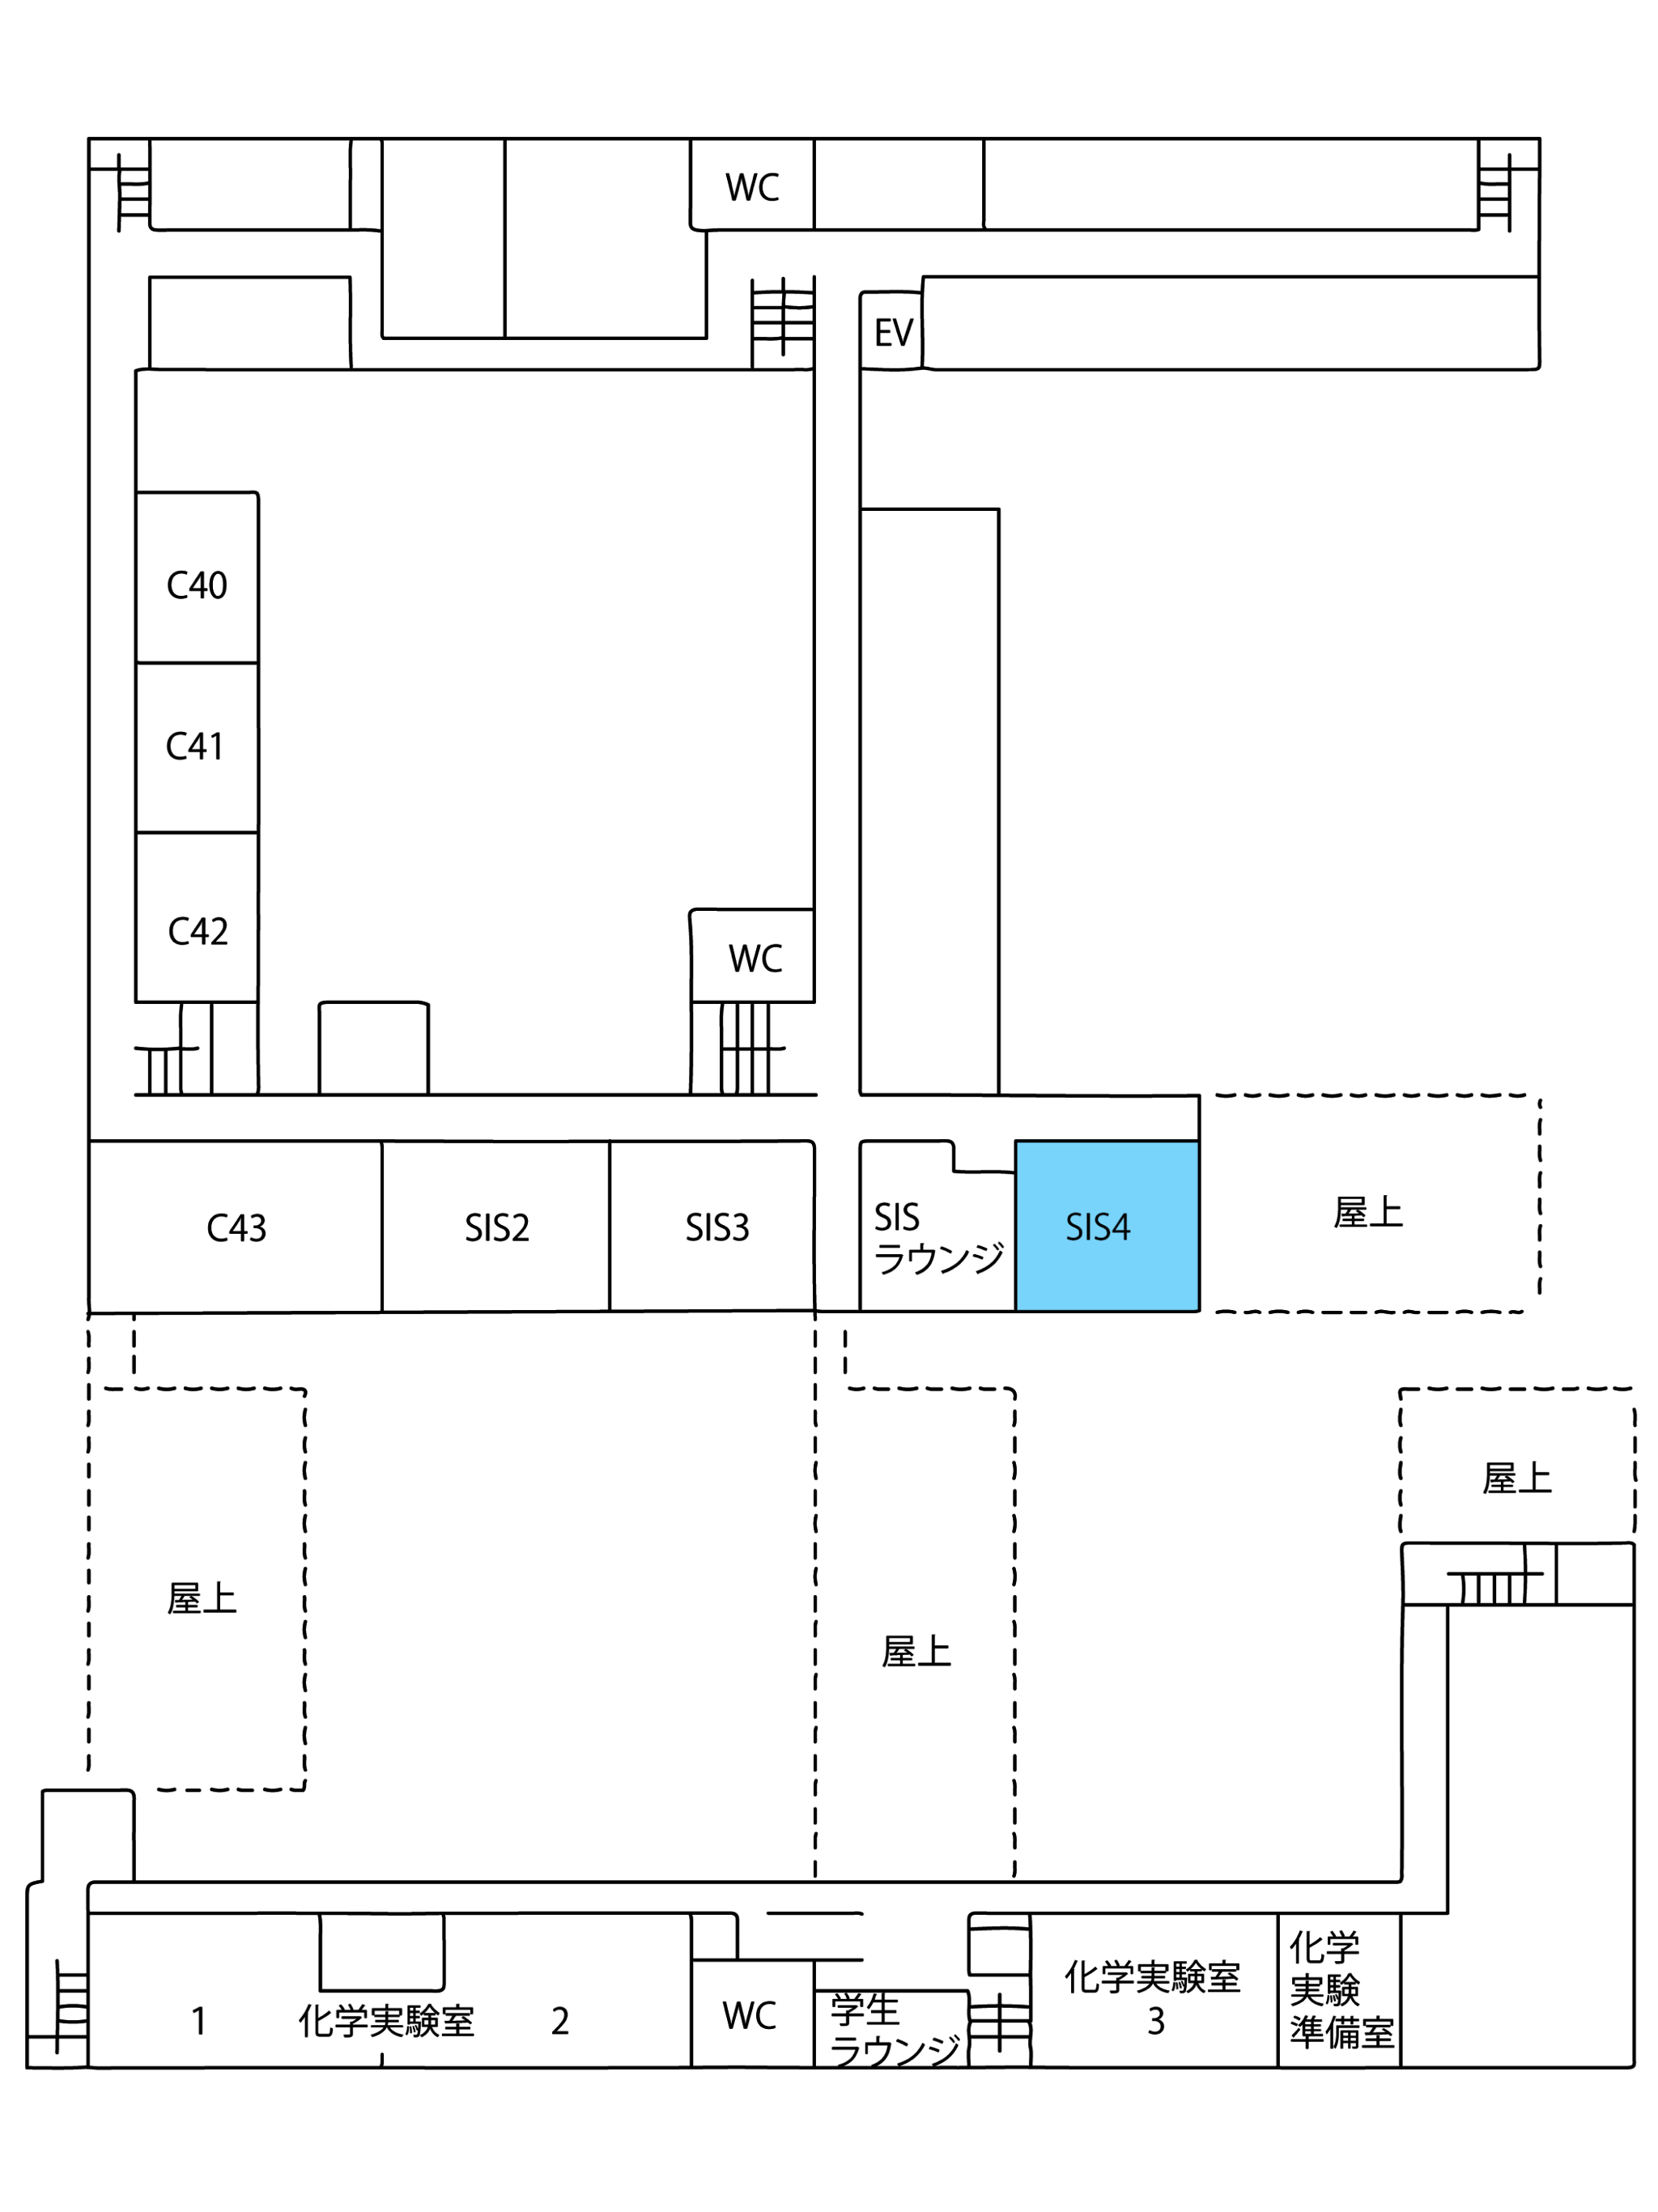 WC
EV
C40
C41
C42
WC
C43
SIS2
SIS3
SIS
ラウンジ
SIS4
屋上
屋上
屋上
屋上
1
化学実験室
2
WC
学生
ラウンジ
化学実験室
3
化学
実験
準備室